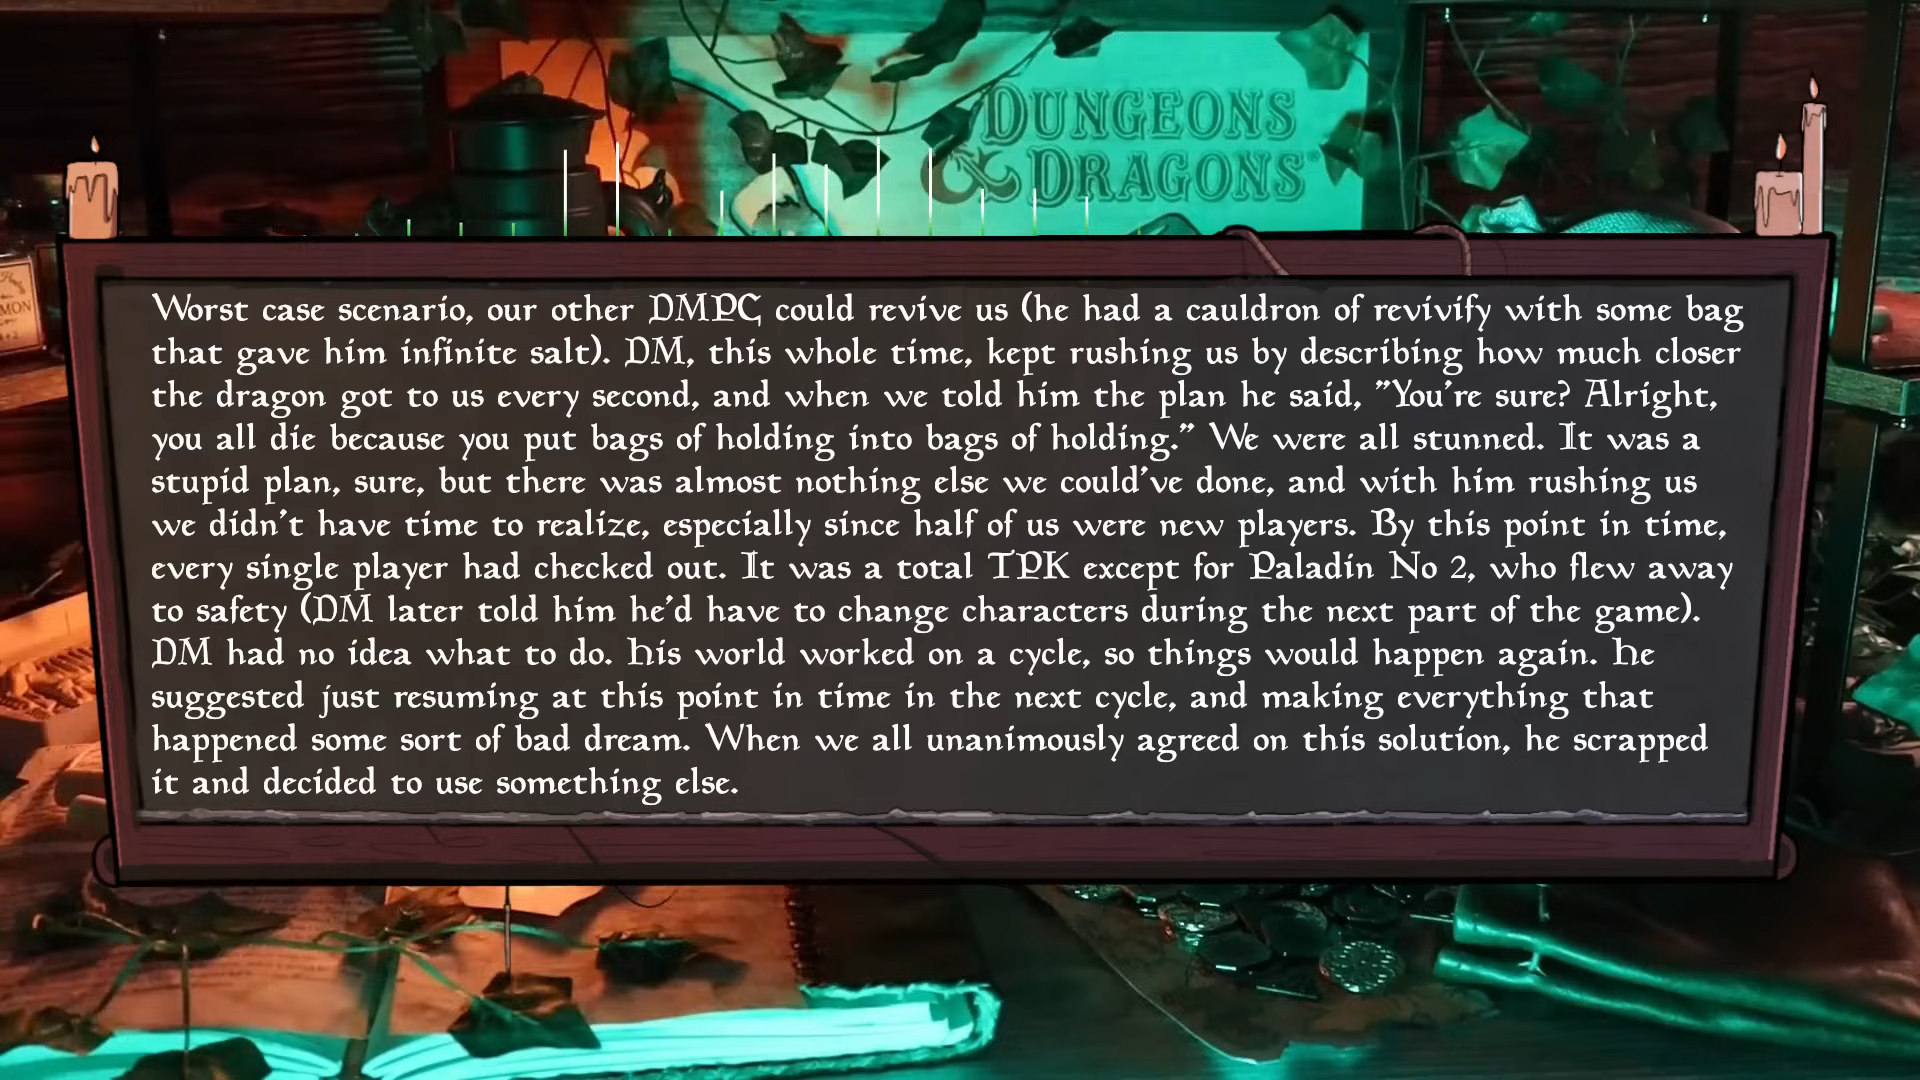 DUNGEONS
& DRAGONS
MON
Worst case scenario, our other DMPC could revive us (he had a cauldron of revivify with some bag
that gave him infinite salt). DM, this whole time, kept rushing us by describing how much closer
the dragon got to us every second, and when we told him the plan he said, "You're sure? Alright,
you all die because you put bags of holding into bags of holding." We were all stunned. It was a
stupid plan, sure, but there was almost nothing else we could've done, and with him rushing us
we didn't have time to realize, especially since half of us were new players. By this point in time,
every single player had checked out. It was a total TPK except for Paladin No 2, who flew away
to safety (DM later told him he'd have to change characters during the next part of the game).
DM had no idea what to do. His world worked on a cycle, so things would happen again. He
suggested just resuming at this point in time in the next cycle, and making everything that
happened some sort of bad dream. When we all unanimously agreed on this solution, he scrapped
it and decided to use something else.